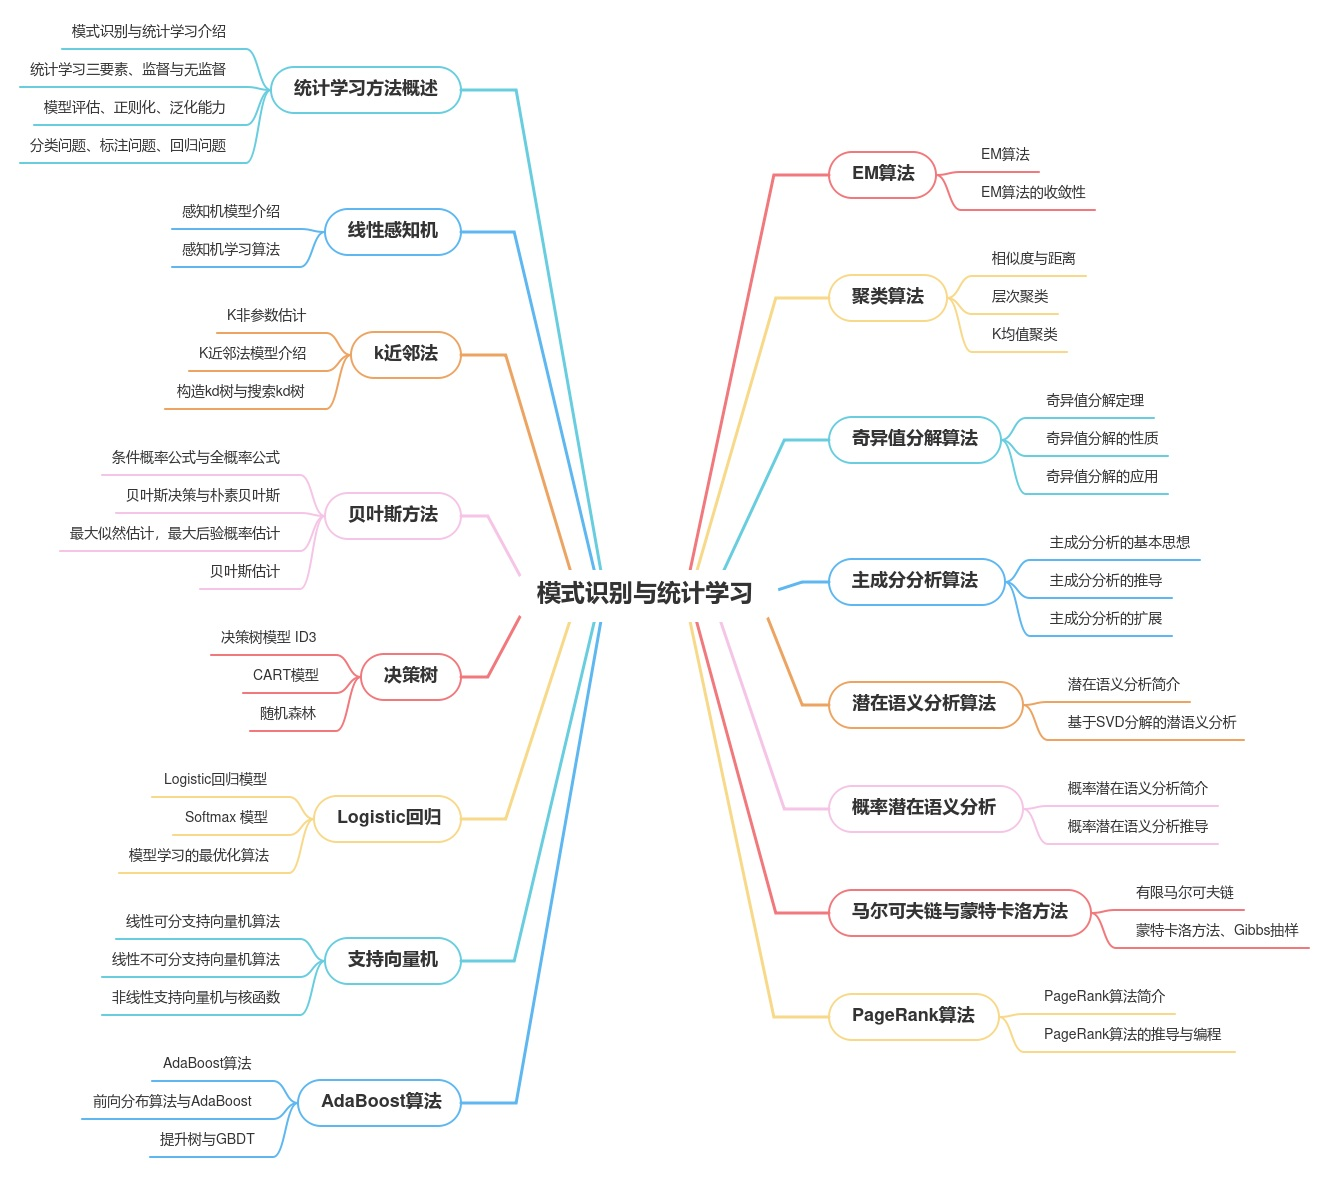 模式识别与统计学习
统计学习方法概述
模式识别与统计学习介绍
统计学习三要素、监督与无监督
模型评估、正则化、泛化能力
分类问题、标注问题、回归问题
线性感知机
感知机模型介绍
感知机学习算法
k近邻法
K非参数估计
K近邻法模型介绍
构造kd树与搜索kd树
贝叶斯方法
条件概率公式与全概率公式
贝叶斯决策与朴素贝叶斯
最大似然估计，最大后验概率估计
贝叶斯估计
决策树
决策树模型 ID3
CART模型
随机森林
Logistic回归
Logistic回归模型
Softmax 模型
模型学习的最优化算法
支持向量机
线性可分支持向量机算法
线性不可分支持向量机算法
非线性支持向量机与核函数
AdaBoost算法
AdaBoost算法
前向分布算法与AdaBoost
提升树与GBDT
EM算法
EM算法
EM算法的收敛性
聚类算法
相似度与距离
层次聚类
K均值聚类
奇异值分解算法
奇异值分解定理
奇异值分解的性质
奇异值分解的应用
主成分分析算法
主成分分析的基本思想
主成分分析的推导
主成分分析的扩展
潜在语义分析算法
潜在语义分析简介
基于SVD分解的潜语义分析
概率潜在语义分析
概率潜在语义分析简介
概率潜在语义分析推导
马尔可夫链与蒙特卡洛方法
有限马尔可夫链
蒙特卡洛方法、Gibbs抽样
PageRank算法
PageRank算法简介
PageRank算法的推导与编程